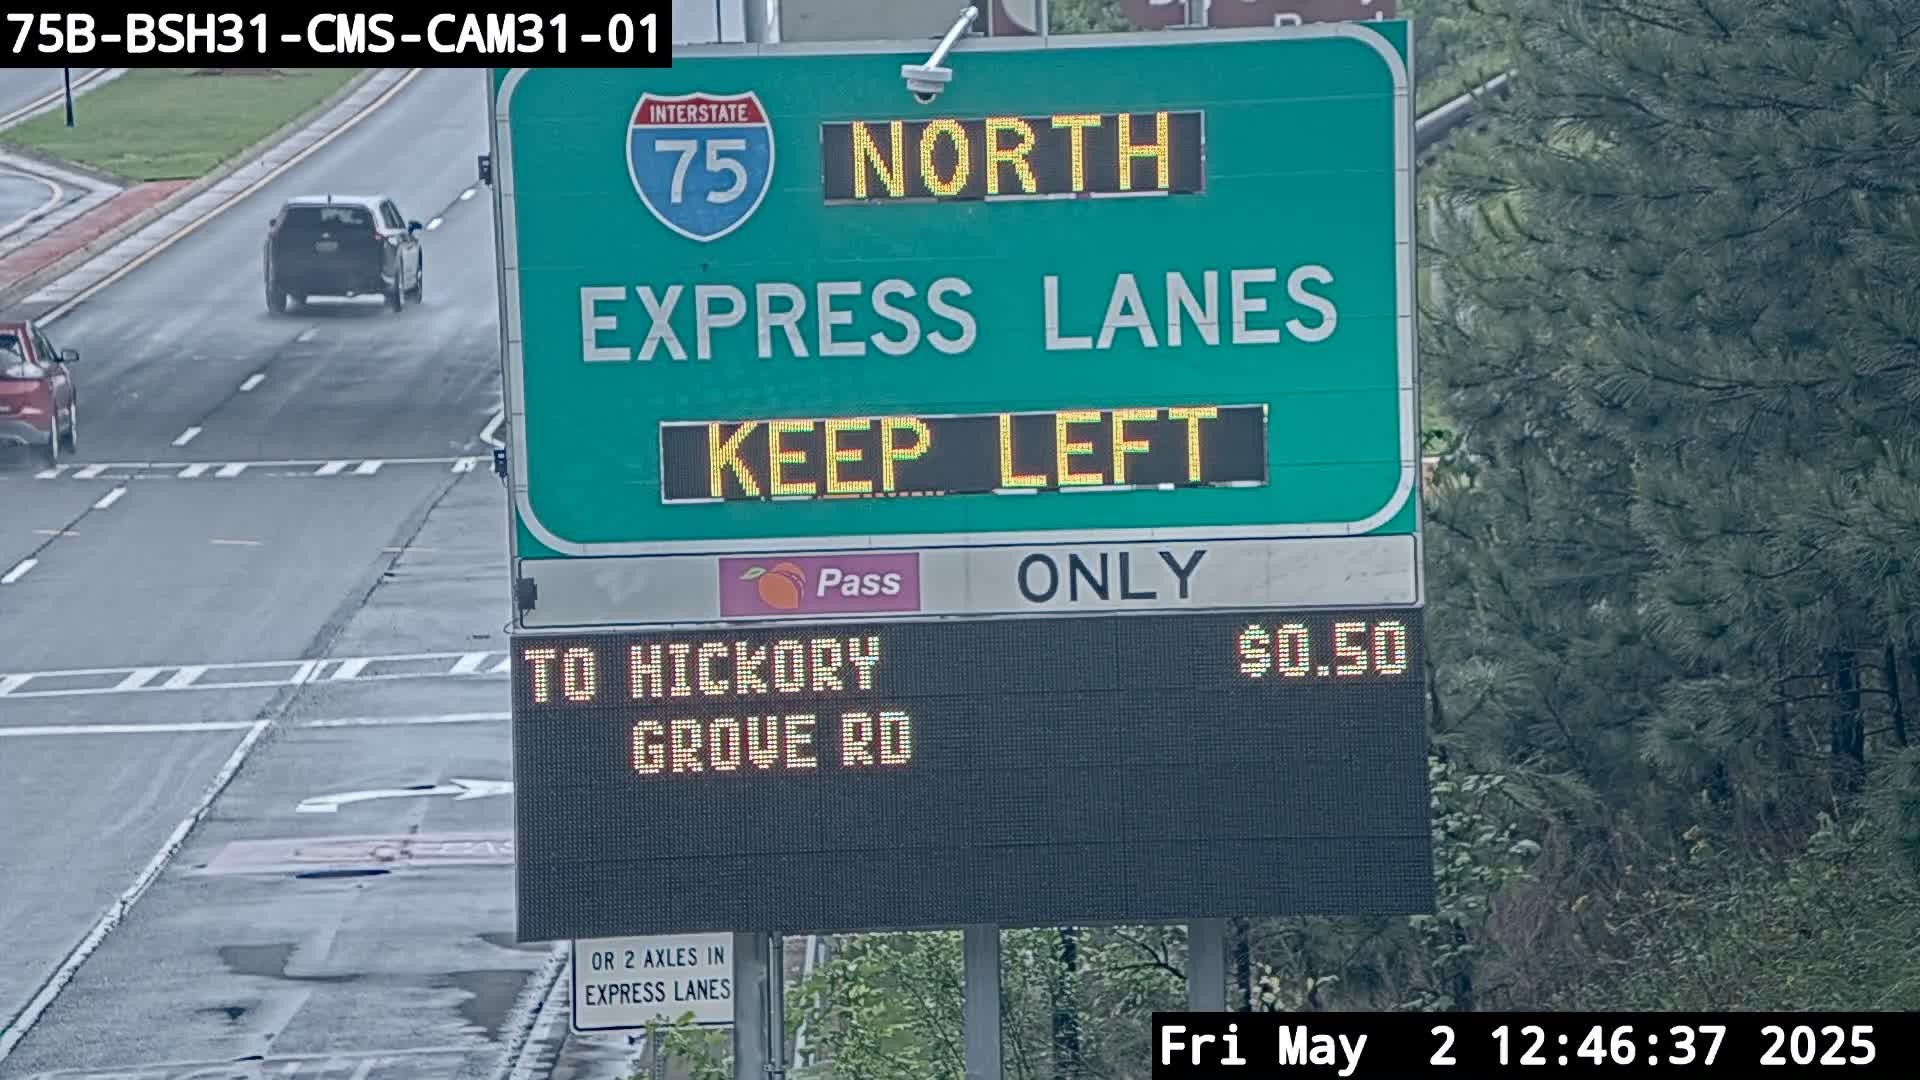 75B-BSH31-CMS-CAM31-01
INTERSTATE
75
NORTH
EXPRESS LANES
KEEP LEFT
Pass ONLY
TO HICKORY $0.50
GROVE RD
OR 2 AXLES IN
EXPRESS LANES
Fri May 2 12:46:37 2025